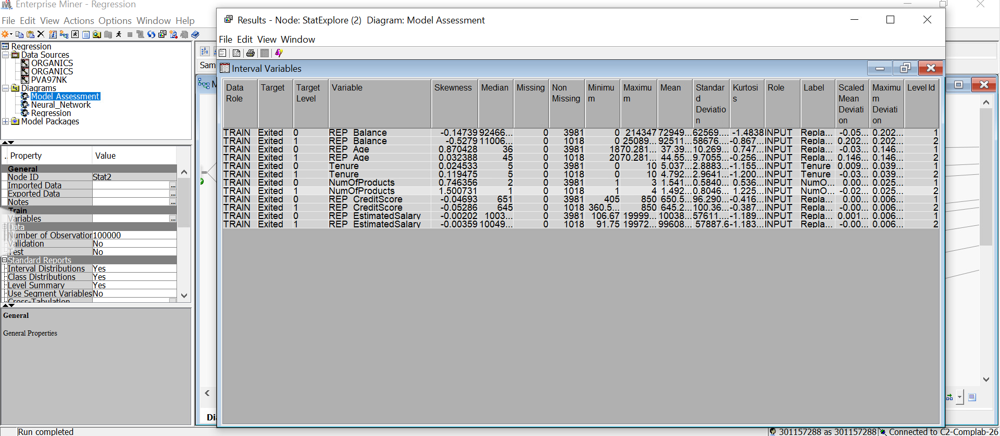 Enterprise Miner - Regression
File Edit View Actions Options Window Help
Regression
Data Sources
ORGANICS
ORGANICS
PVA97NK
Diagrams
Model Assessment
Neural_Network
Regression
Model Packages
.. Property Value
General
Node ID Stat2
Imported Data ...
Exported Data ...
Notes ...
Train
Variables ...
Data
Number of Observation 100000
Validation No
Test No
Standard Reports
Interval Distributions Yes
Class Distributions Yes
Level Summary Yes
Use Segment Variables No
Cross-Tabulation
General
General Properties
Run completed
Sam
M
Di
Results - Node: StatExplore (2) Diagram: Model Assessment
File Edit View Window
Interval Variables
Data Role Target Target Level Variable Skewness Median Missing Non Missing Minimum Maximum Mean Standard Deviation Kurtosis Role Label Scaled Mean Deviation Maximum Deviation Level Id
TRAIN Exited 0 REP_Balance -0.14739 92466... 0 3981 0 214347 72949... 62569.... -1.4838 INPUT Repla... -0.05... 0.202... 1
TRAIN Exited 1 REP_Balance -0.5279 11006... 0 1018 0 25089... 92511... 58676.... -0.867... INPUT Repla... 0.202... 0.202... 2
TRAIN Exited 0 REP_Age 0.870428 36 0 3981 18 70.281... 37.39... 10.269... 0.747... INPUT Repla... -0.03... 0.146... 1
TRAIN Exited 1 REP_Age 0.032388 45 0 1018 20 70.281... 44.55... 9.7055... -0.256... INPUT Repla... 0.146... 0.146... 2
TRAIN Exited 0 Tenure 0.024533 5 0 3981 0 10 5.037... 2.8883... -1.155... INPUT Tenure 0.009... 0.039... 1
TRAIN Exited 1 Tenure 0.119475 5 0 1018 0 10 4.792... 2.9641... -1.200... INPUT Tenure -0.03... 0.039... 2
TRAIN Exited 0 NumOfProducts 0.746356 2 0 3981 1 3 1.541... 0.5840... 0.536... INPUT NumO... 0.00... 0.025... 1
TRAIN Exited 1 NumOfProducts 1.500731 1 0 1018 1 4 1.492... 0.8046... 1.225... INPUT NumO... -0.02... 0.025... 2
TRAIN Exited 0 REP_CreditScore -0.04693 651 0 3981 405 850 650.5... 96.290... -0.416... INPUT Repla... 0.00... 0.006... 1
TRAIN Exited 1 REP_CreditScore -0.05286 645 0 1018 360.5... 850 645.2... 100.36... -0.387... INPUT Repla... -0.00... 0.006... 2
TRAIN Exited 0 REP_EstimatedSalary -0.00202 1003... 0 3981 106.67 19999... 10038... 57611.... -1.189... INPUT Repla... 0.001... 0.006... 1
TRAIN Exited 1 REP_EstimatedSalary -0.00359 10049... 0 1018 91.75 19972... 99608... 57887.6 -1.183... INPUT Repla... -0.00... 0.006... 2
301157288 as 301157288 Connected to C2-Complab-26